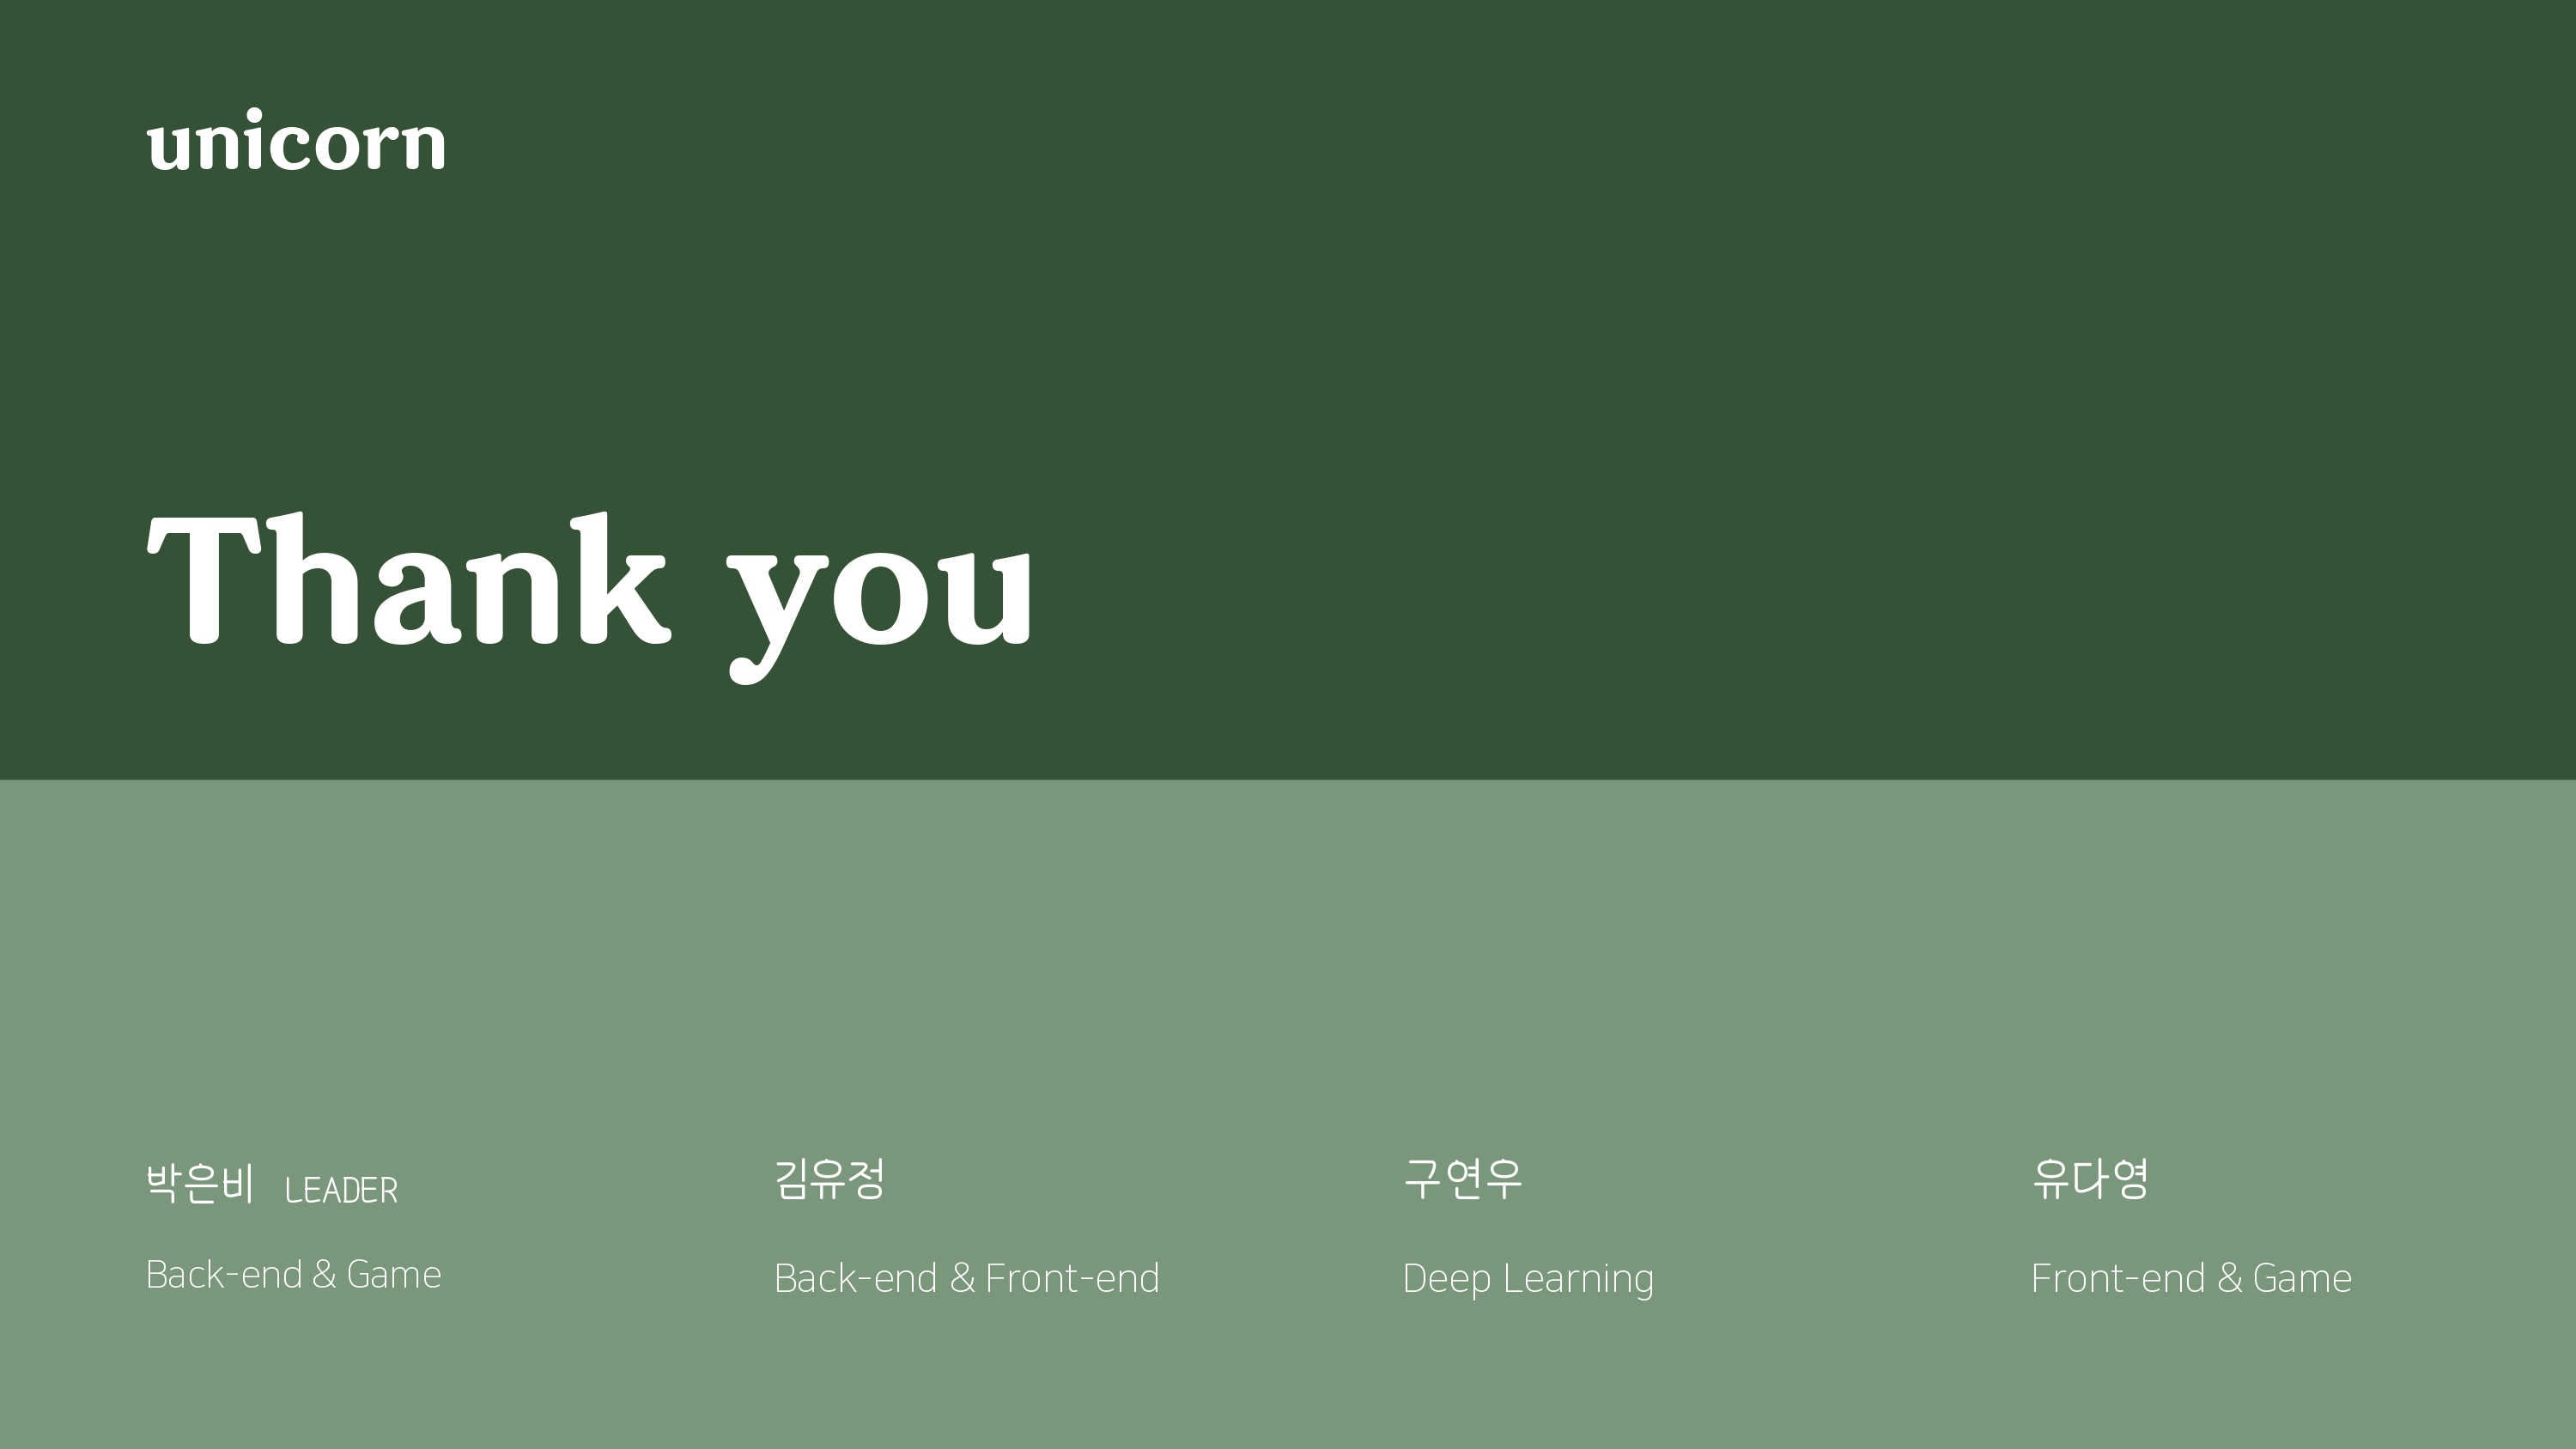 unicorn
Thank you
박은비 LEADER
Back-end & Game
김유정
Back-end & Front-end
구연우
Deep Learning
유다영
Front-end & Game